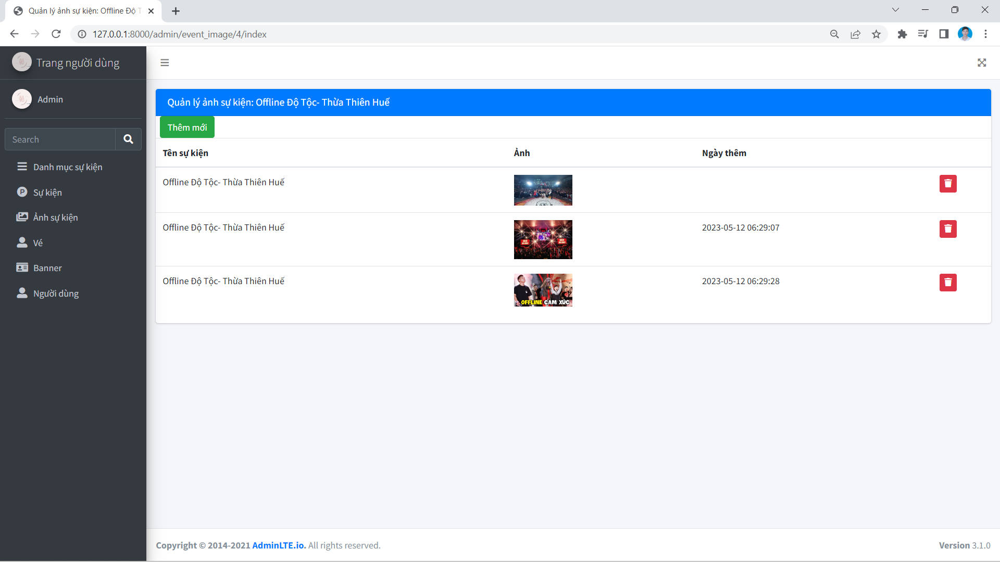 Quản lý ảnh sự kiện: Offline Độ T
127.0.0.1:8000/admin/event_image/4/index
Trang người dùng
Admin
Search
Danh mục sự kiện
Sự kiện
Ảnh sự kiện
Vé
Banner
Người dùng
Quản lý ảnh sự kiện: Offline Độ Tộc- Thừa Thiên Huế
Thêm mới
Tên sự kiện Ảnh Ngày thêm
Offline Độ Tộc- Thừa Thiên Huế
Offline Độ Tộc- Thừa Thiên Huế 2023-05-12 06:29:07
Offline Độ Tộc- Thừa Thiên Huế 2023-05-12 06:29:28
OFFLINE CẢM XÚC
Copyright © 2014-2021 AdminLTE.io. All rights reserved.
Version 3.1.0